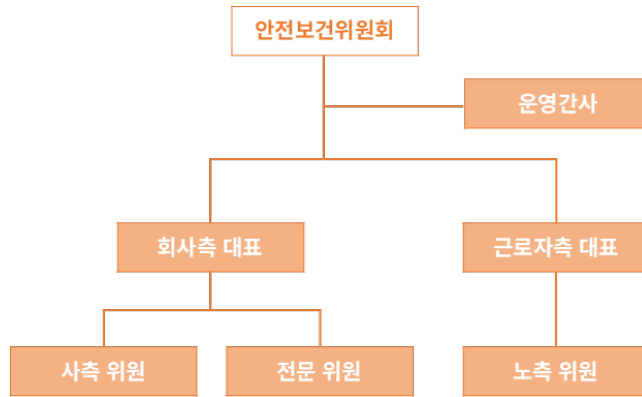 안전보건위원회
운영간사
회사측 대표
근로자측 대표
사측 위원
전문 위원
노측 위원